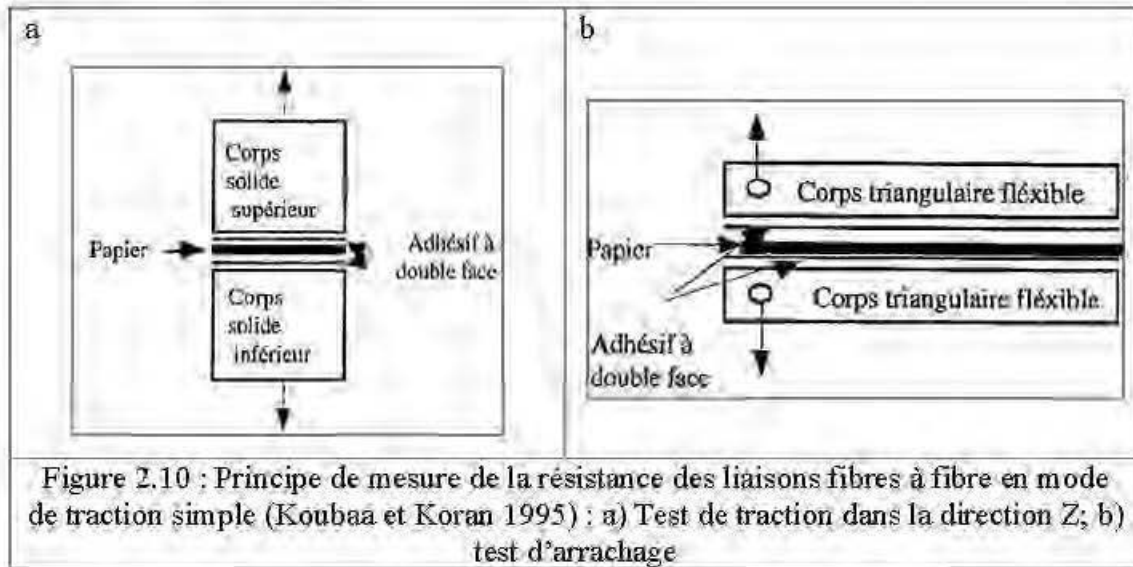 a
Corps
solide
supérieur
Papier
Adhésif à
double face
Corps
solide
inférieur
b
Corps triangulaire fléxible
Papier
Corps triangulaire fléxible
Adhésif à
double face
Figure 2.10 : Principe de mesure de la résistance des liaisons fibres à fibre en mode
de traction simple (Koubaa et Koran 1995) : a) Test de traction dans la direction Z; b)
test d'arrachage